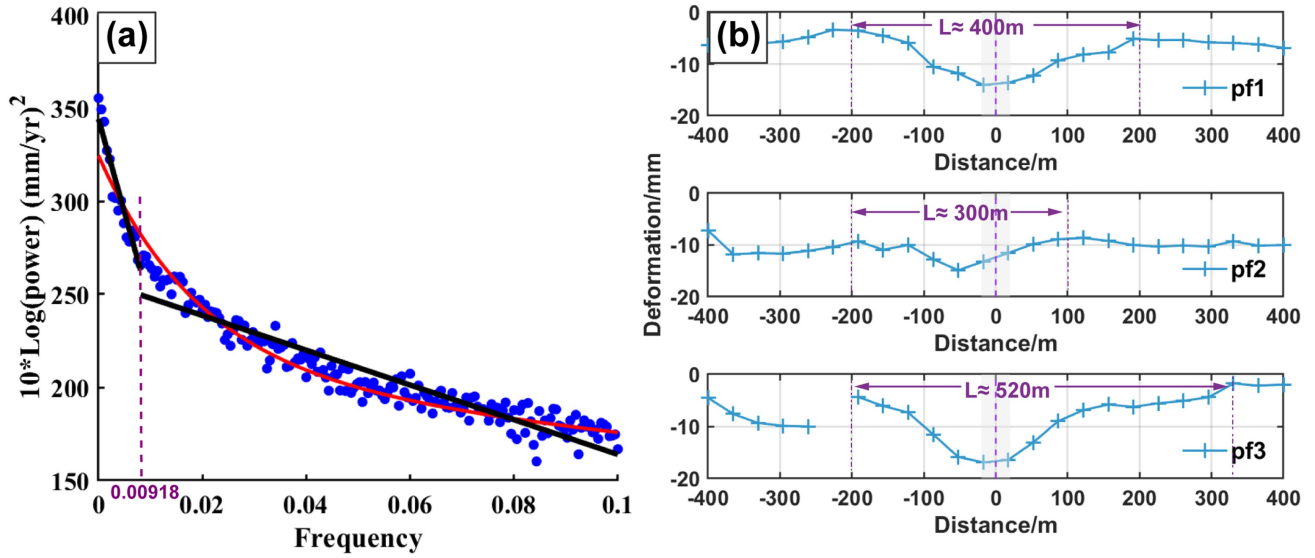 (a)
10*Log(power) (mm/yr)²
400
350
300
250
200
150
0.00918
0 0.02 0.04 0.06 0.08 0.1
Frequency
(b)
Deformation/mm
0
-10
-20
L≈ 400m
pf1
-400 -300 -200 -100 0 100 200 300 400
Distance/m
0
-10
-20
L≈ 300m
pf2
-400 -300 -200 -100 0 100 200 300 400
Distance/m
0
-10
-20
L≈ 520m
pf3
-400 -300 -200 -100 0 100 200 300 400
Distance/m